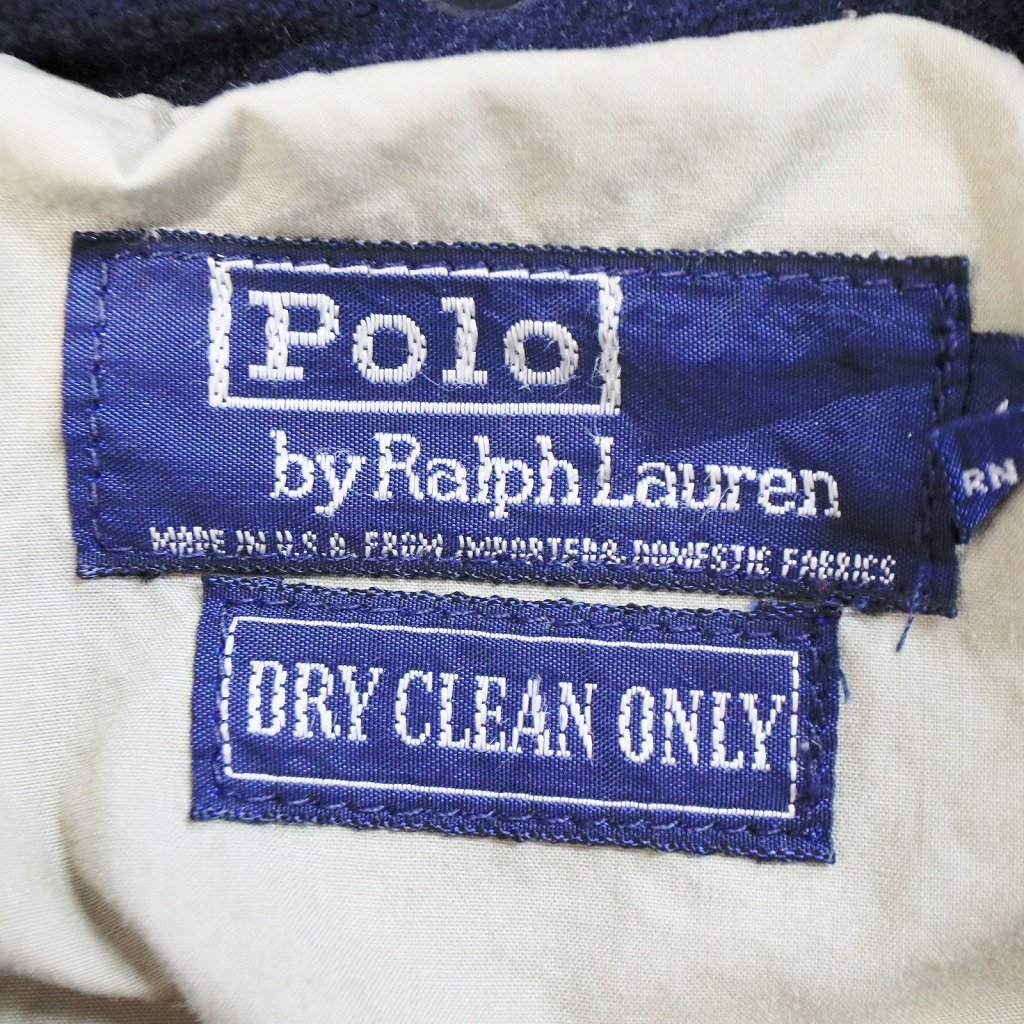 Polo
by Ralph Lauren
MADE IN U.S.A. FROM IMPORTED & DOMESTIC FABRICS
RN
DRY CLEAN ONLY